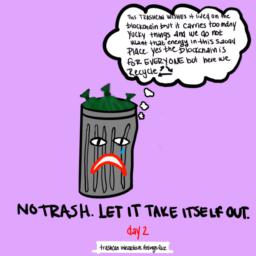 THIS TRASHCAN WISHES IT lived on the
blockchain but it carries too many
yucky things and we do not
want that energy in this sacred
place. yes the blockchain is
FOR EVERYONE but here we
recycle
NO TRASH. LET IT TAKE ITSELF OUT.
day 2
trashcan